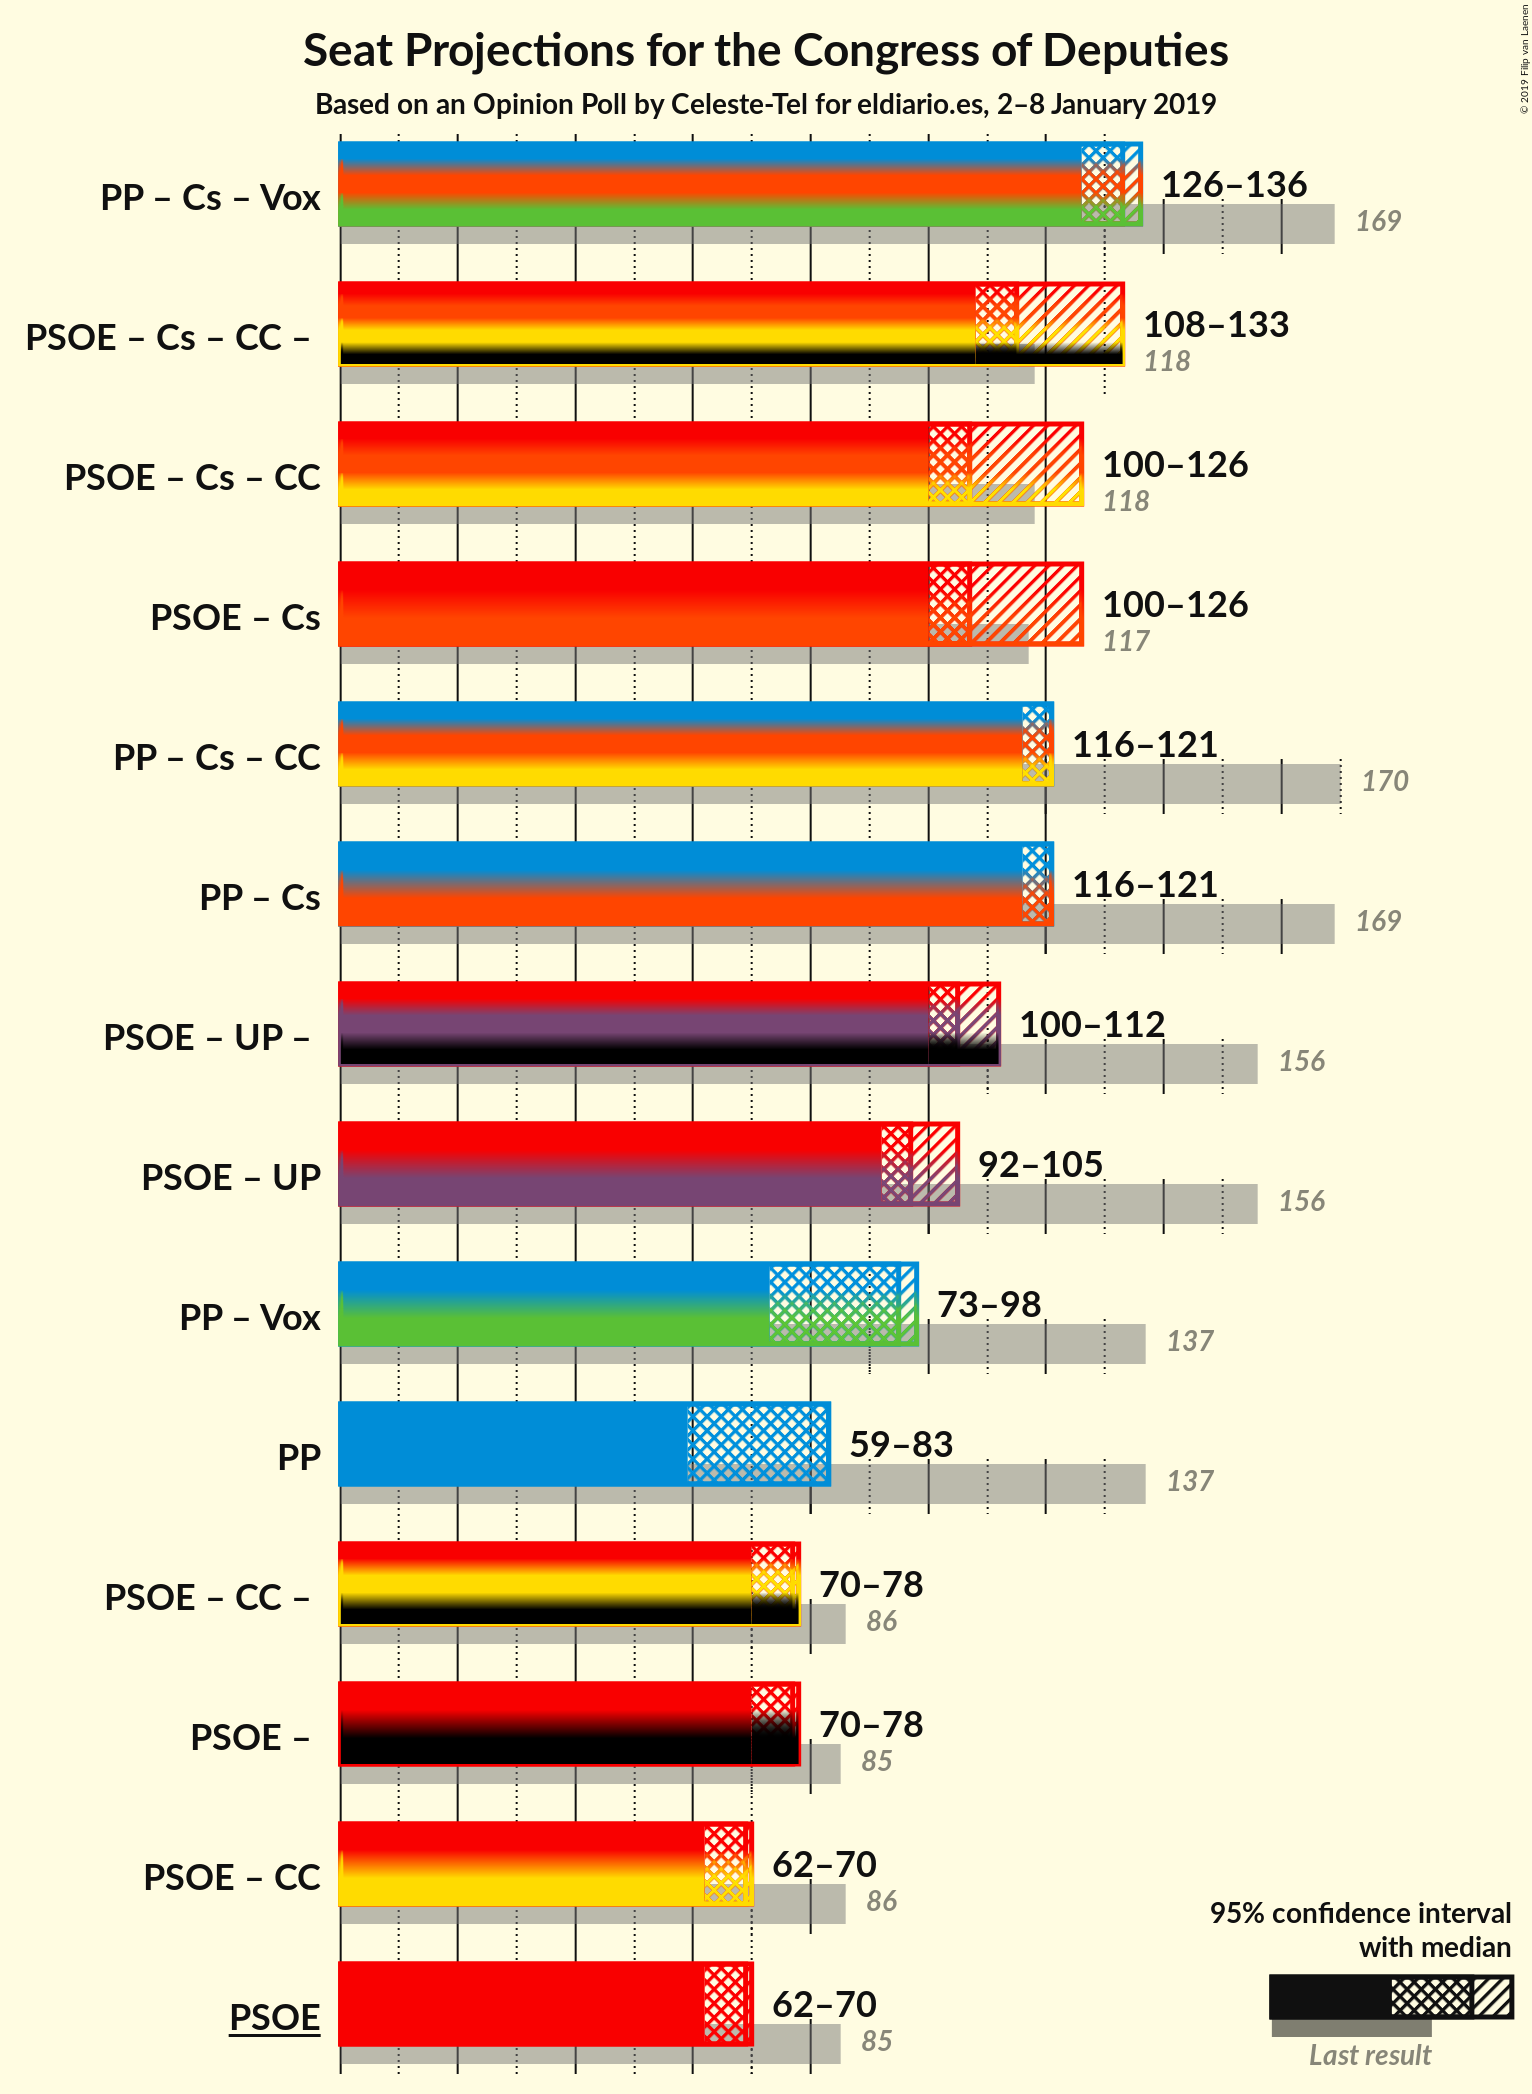 Seat Projections for the Congress of Deputies
Based on an Opinion Poll by Celeste-Tel for eldiario.es, 2–8 January 2019
© 2019 Filip van Laenen
PP – Cs – Vox
126–136
169
PSOE – Cs – CC –
108–133
118
PSOE – Cs – CC
100–126
118
PSOE – Cs
100–126
117
PP – Cs – CC
116–121
170
PP – Cs
116–121
169
PSOE – UP –
100–112
156
PSOE – UP
92–105
156
PP – Vox
73–98
137
PP
59–83
137
PSOE – CC –
70–78
86
PSOE –
70–78
85
PSOE – CC
62–70
86
PSOE
62–70
85
95% confidence interval
with median
Last result